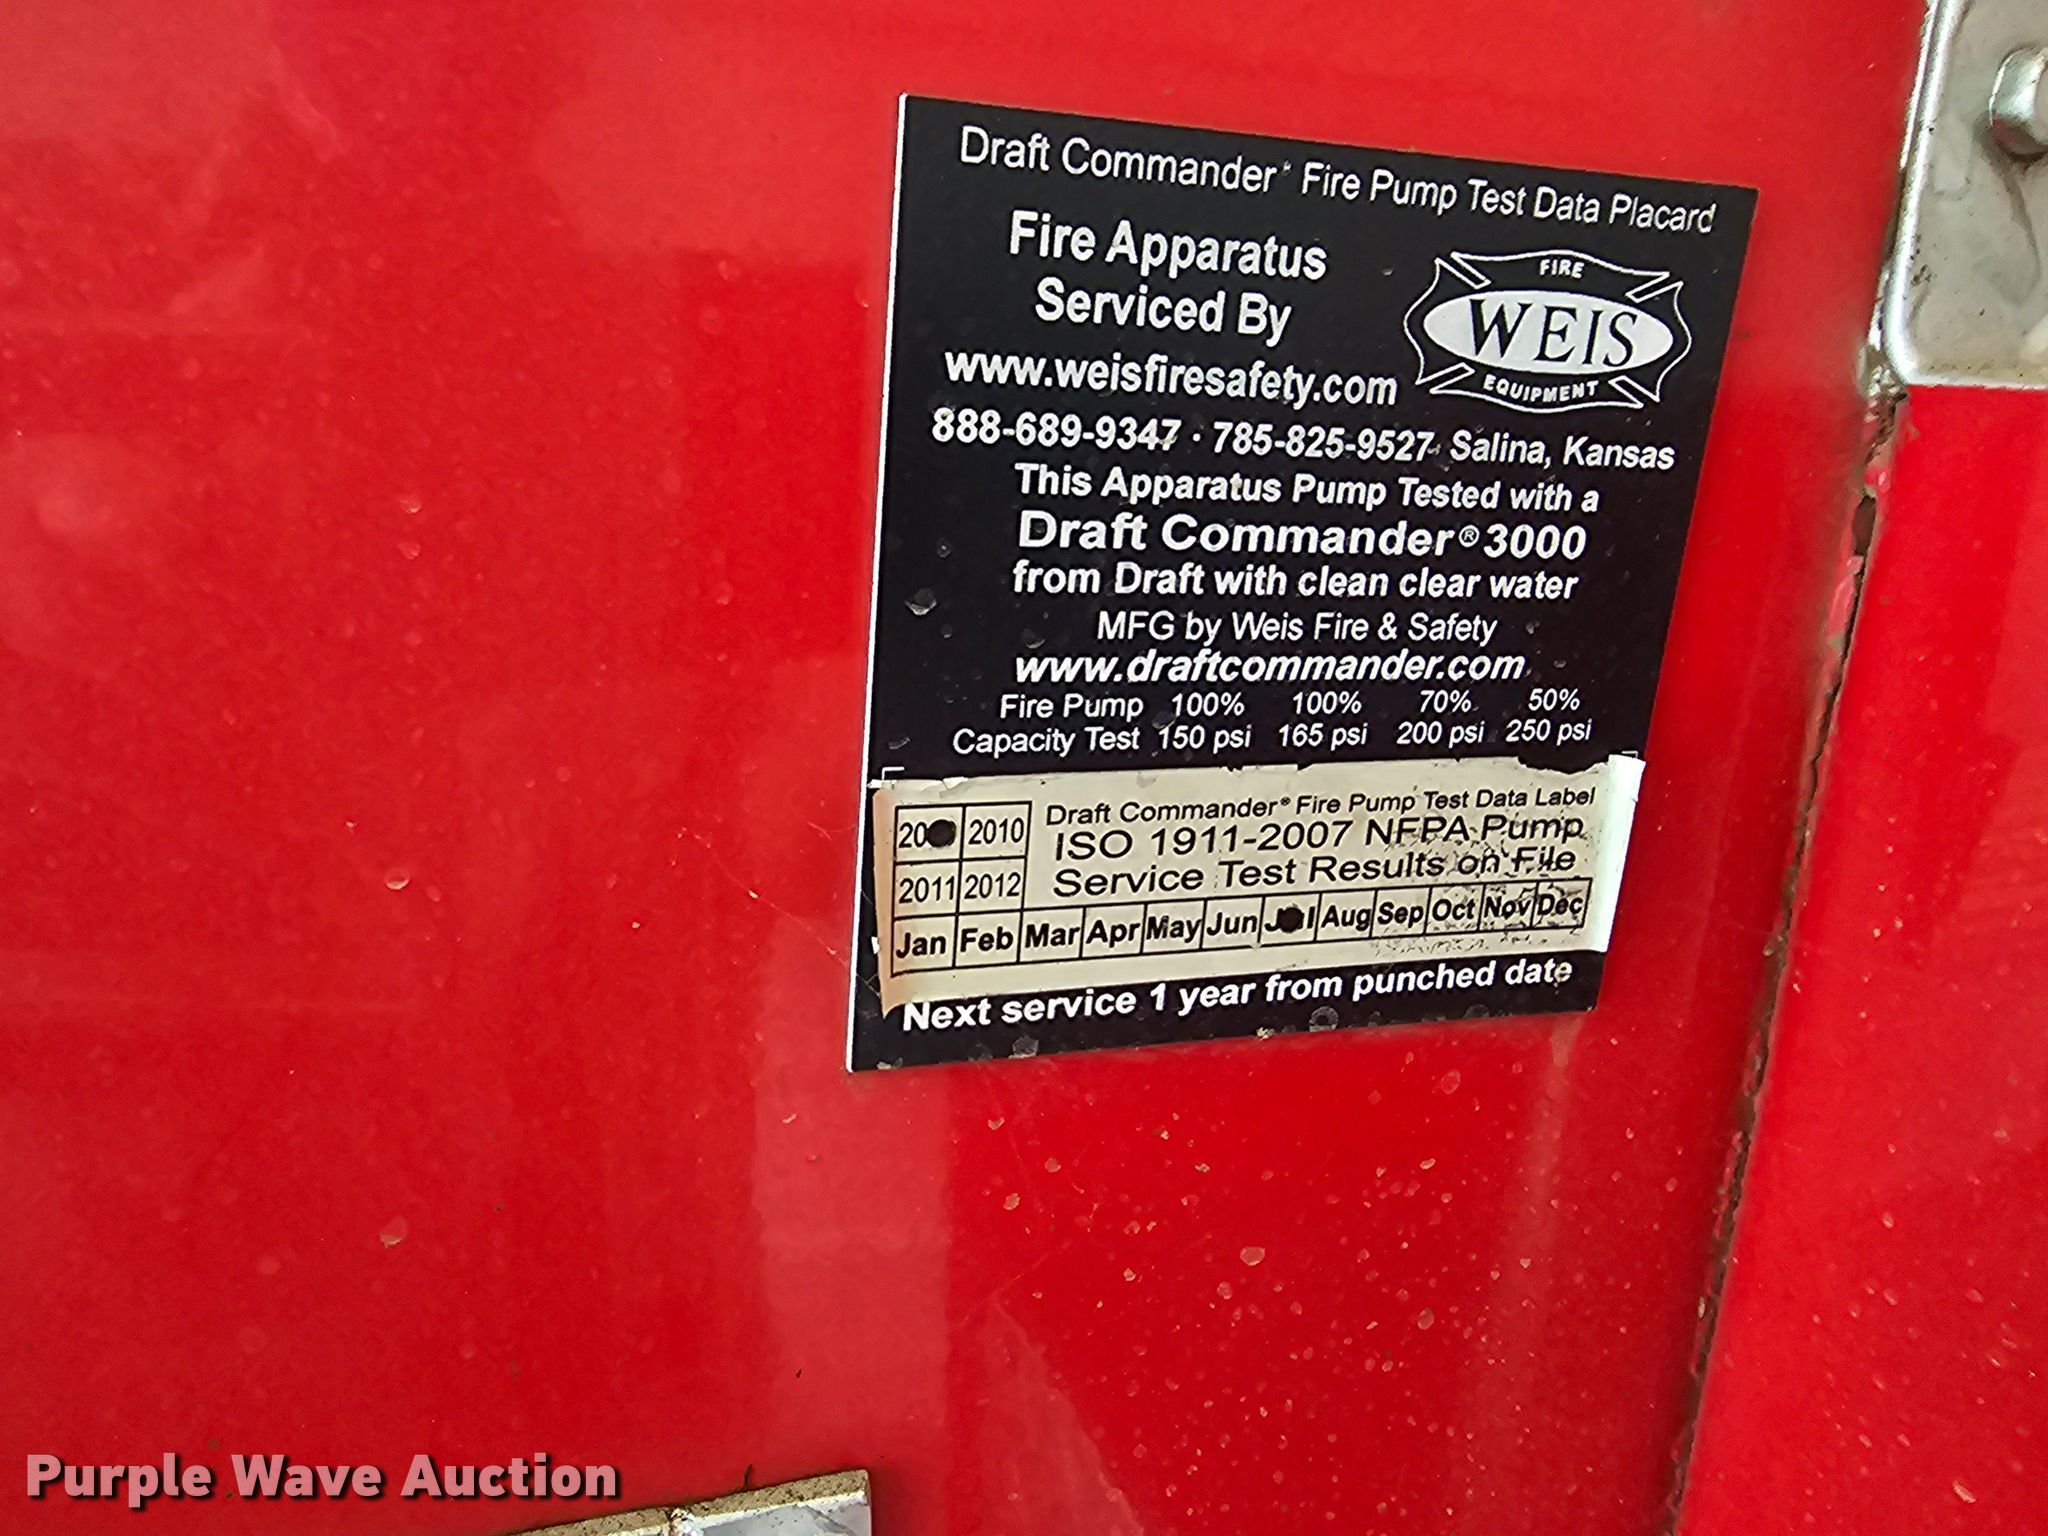 Draft Commander® Fire Pump Test Data Placard
Fire Apparatus
Serviced By
FIRE
WEIS
EQUIPMENT
www.weisfiresafety.com
888-689-9347 · 785-825-9527 Salina, Kansas
This Apparatus Pump Tested with a
Draft Commander® 3000
from Draft with clean clear water
MFG by Weis Fire & Safety
www.draftcommander.com
Fire Pump 100% 100% 70% 50%
Capacity Test 150 psi 165 psi 200 psi 250 psi
Draft Commander® Fire Pump Test Data Label
20 2010
ISO 1911-2007 NFPA Pump
2011 2012
Service Test Results on File
Jan Feb Mar Apr May Jun Jul Aug Sep Oct Nov Dec
Next service 1 year from punched date
Purple Wave Auction